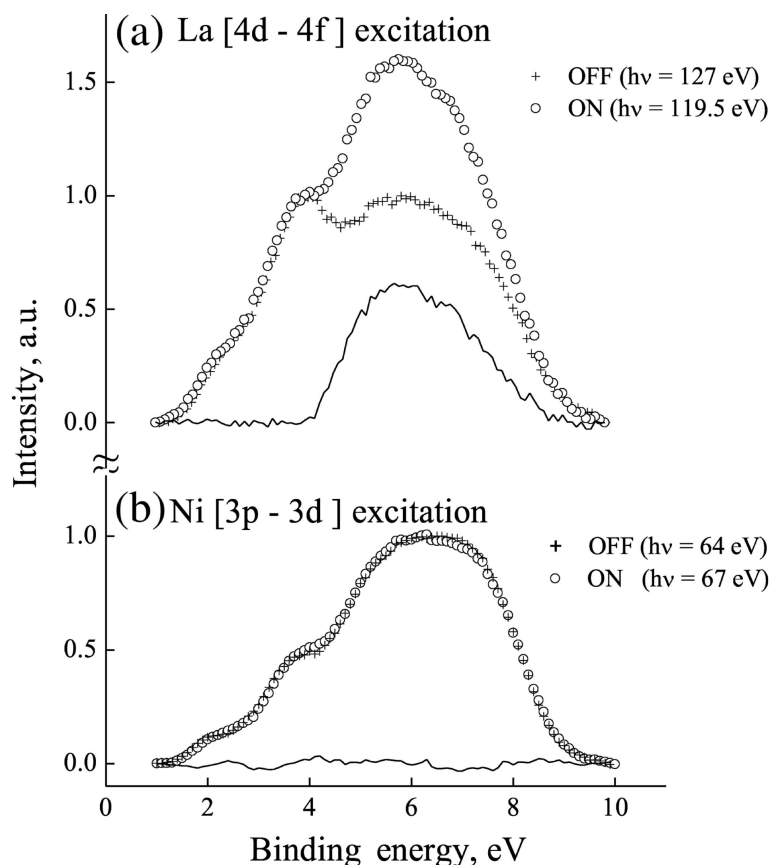 (a) La [4d - 4f ] excitation
+ OFF (hν = 127 eV)
○ ON (hν = 119.5 eV)
1.5
1.0
0.5
0.0
Intensity, a.u.
(b) Ni [3p - 3d ] excitation
+ OFF (hν = 64 eV)
○ ON (hν = 67 eV)
1.0
0.5
0.0
0 2 4 6 8 10
Binding energy, eV